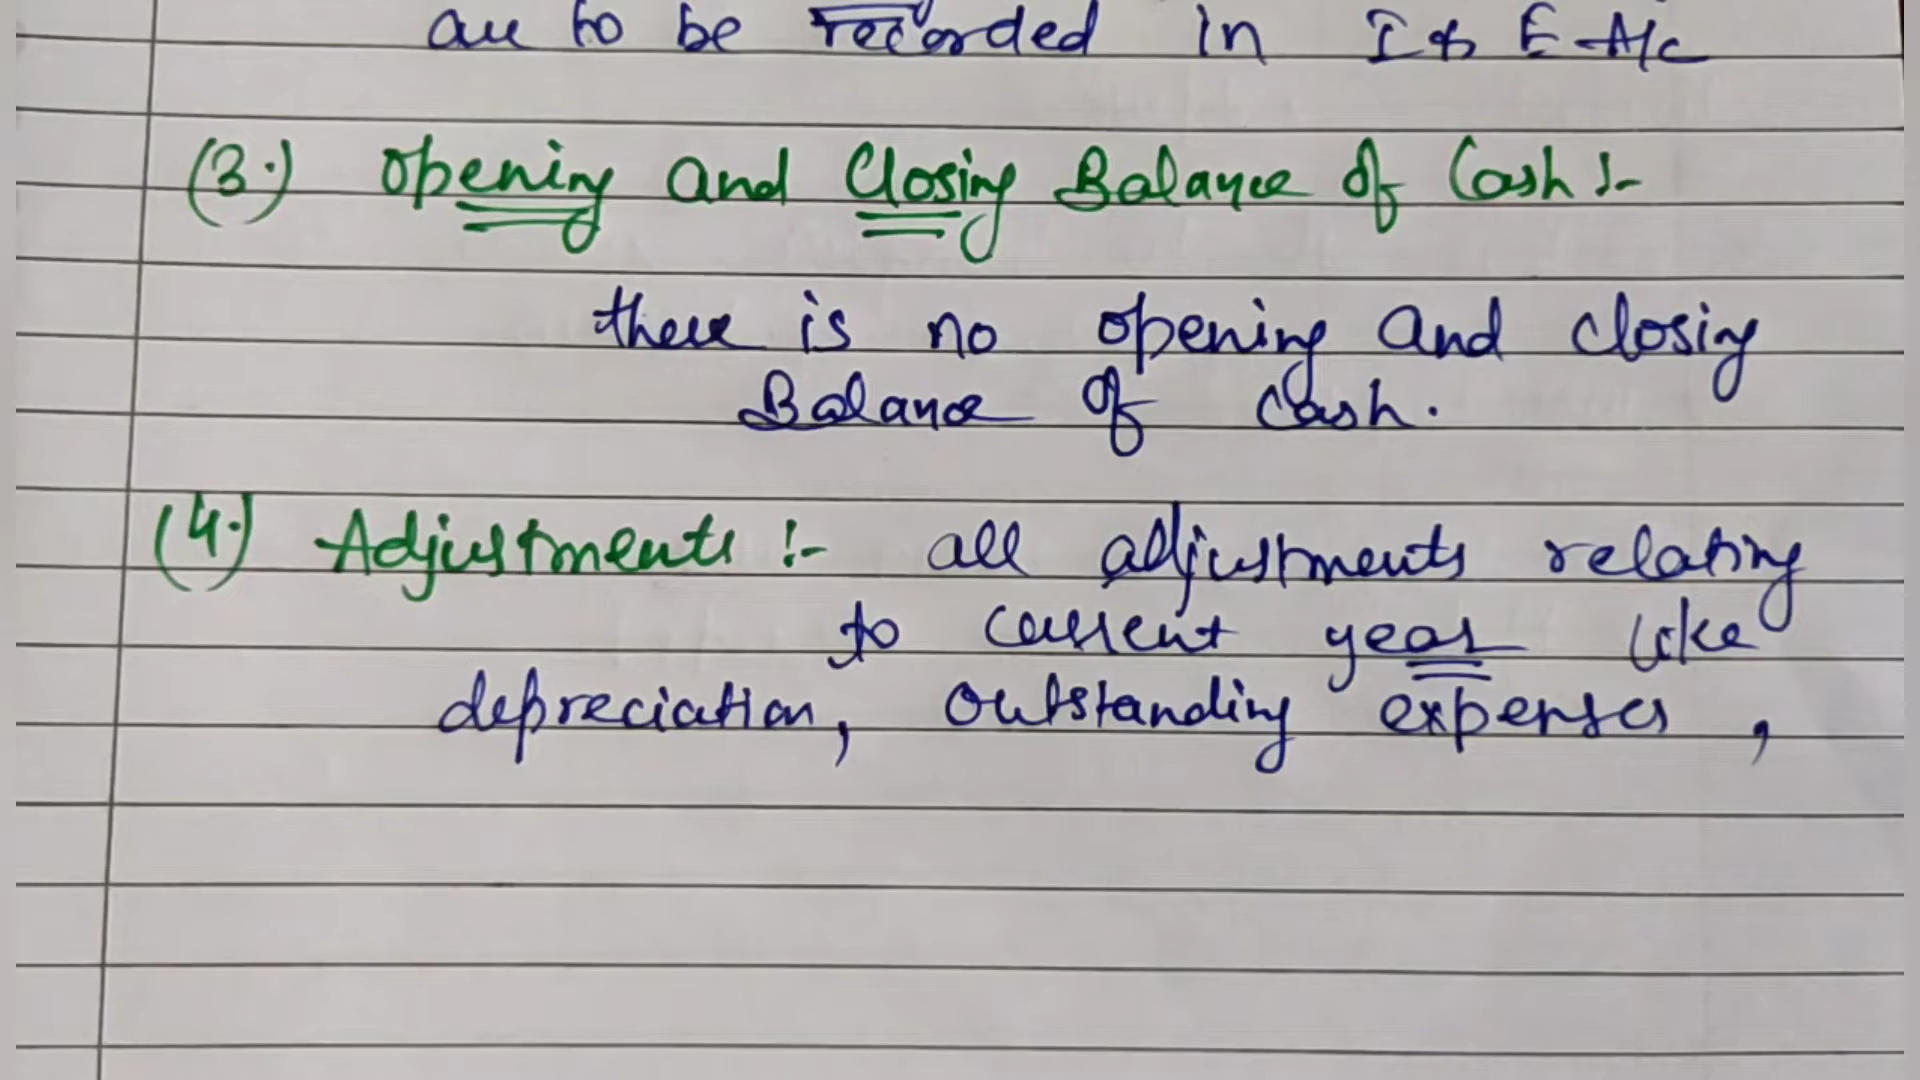 are to be recorded in I & E A/c
(3.) Opening and Closing Balance of Cash :-
there is no opening and closing
Balance of Cash.
(4.) Adjustments :- all adjustments relating
to current year like
depreciation, Outstanding expenses,